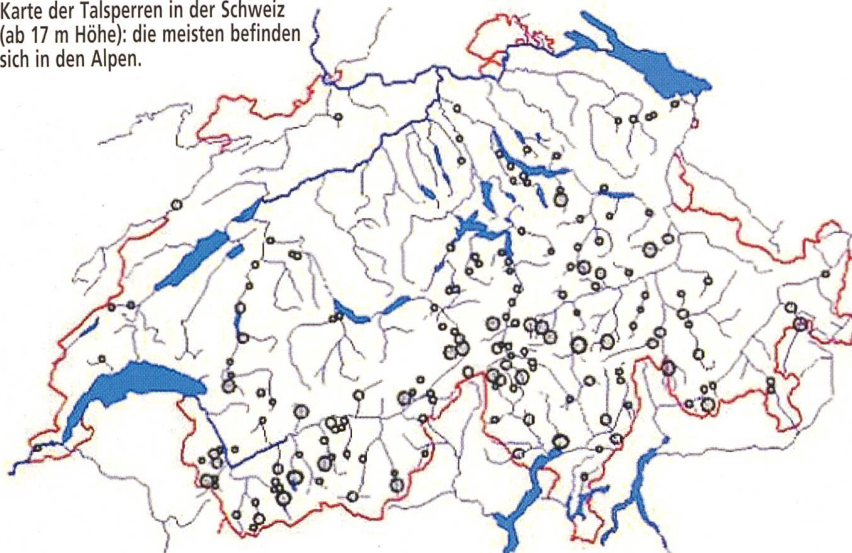 Karte der Talsperren in der Schweiz
(ab 17 m Höhe): die meisten befinden
sich in den Alpen.